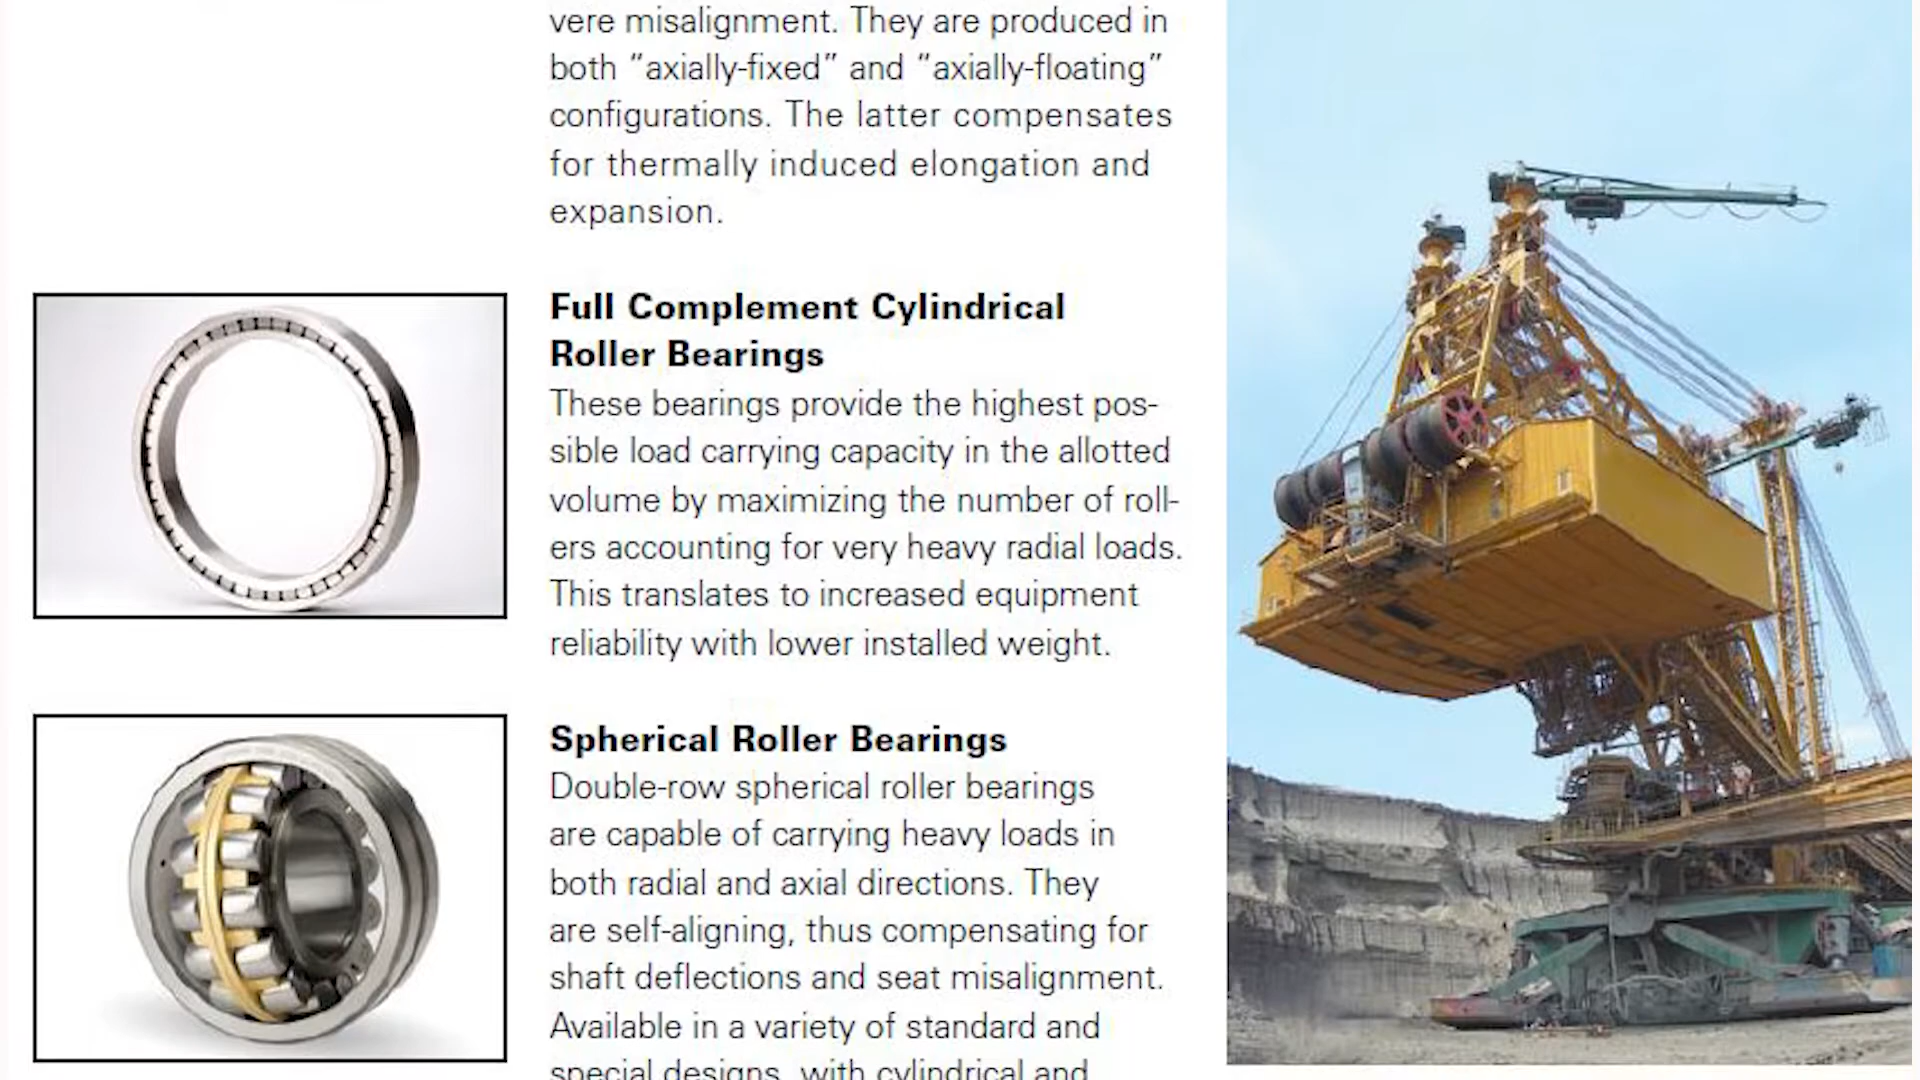 vere misalignment. They are produced in
both “axially-fixed” and “axially-floating”
configurations. The latter compensates
for thermally induced elongation and
expansion.
Full Complement Cylindrical
Roller Bearings
These bearings provide the highest pos-
sible load carrying capacity in the allotted
volume by maximizing the number of roll-
ers accounting for very heavy radial loads.
This translates to increased equipment
reliability with lower installed weight.
Spherical Roller Bearings
Double-row spherical roller bearings
are capable of carrying heavy loads in
both radial and axial directions. They
are self-aligning, thus compensating for
shaft deflections and seat misalignment.
Available in a variety of standard and
special designs, with cylindrical and